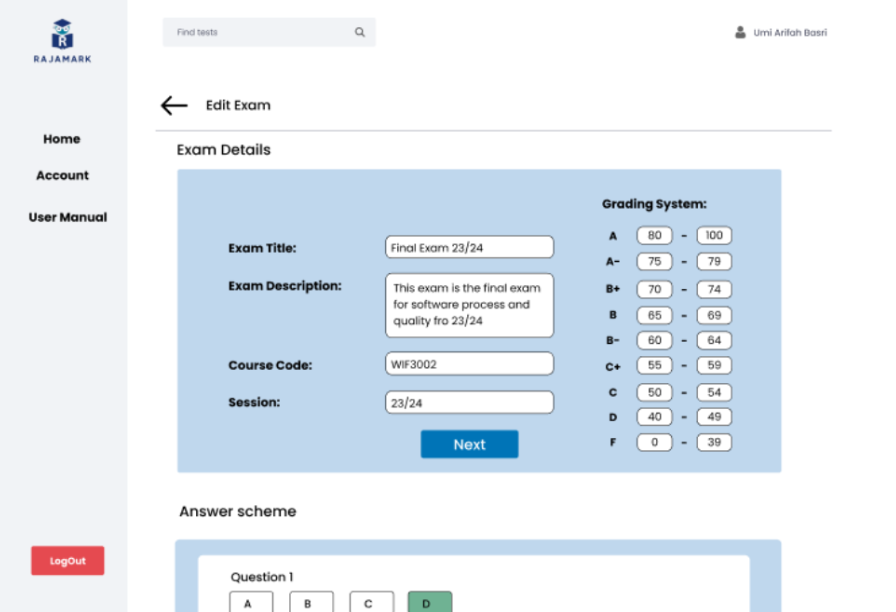 RAJAMARK
Find tests
Umi Arifah Basri
Home
Account
User Manual
LogOut
Edit Exam
Exam Details
Exam Title:
Final Exam 23/24
Exam Description:
This exam is the final exam
for software process and
quality fro 23/24
Course Code:
WIF3002
Session:
23/24
Next
Grading System:
A 80 - 100
A- 75 - 79
B+ 70 - 74
B 65 - 69
B- 60 - 64
C+ 55 - 59
C 50 - 54
D 40 - 49
F 0 - 39
Answer scheme
Question 1
A B C D